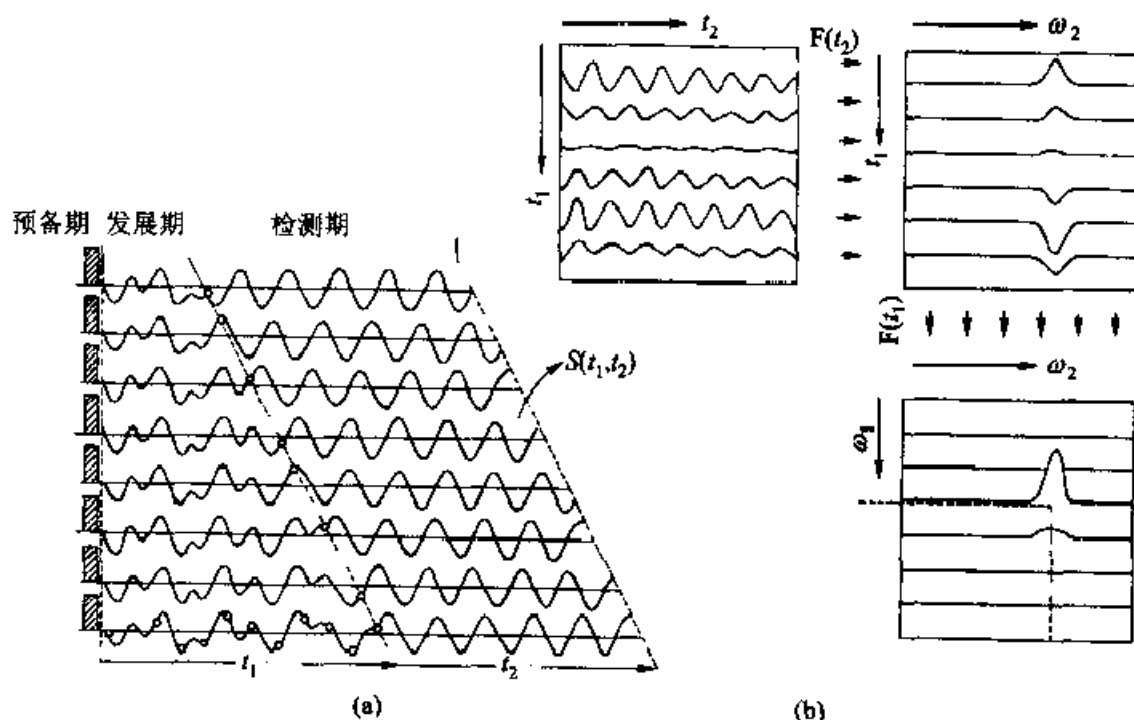 预备期 发展期 检测期
S(t₁,t₂)
t₁ t₂
(a)
t₂
t₁
F(t₂)
ω₂
t₁
F(t₁)
ω₂
ω₁
(b)